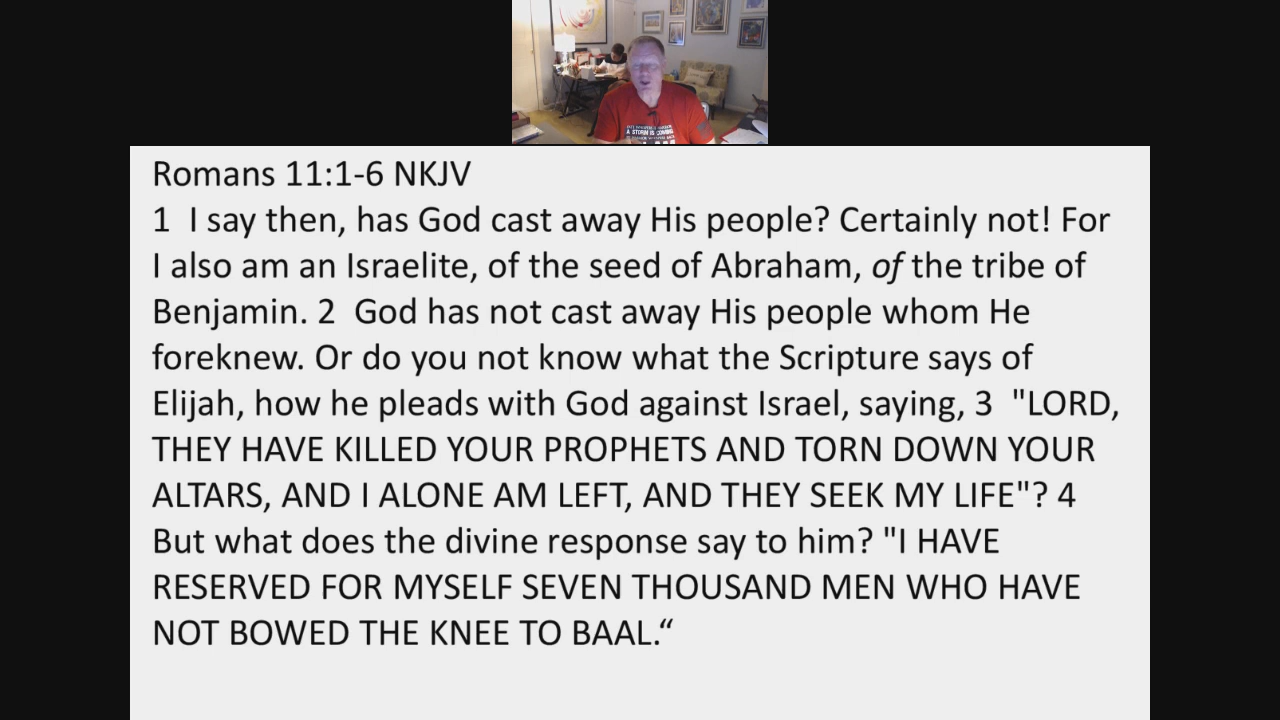 A STORM IS COMING
Romans 11:1-6 NKJV
1  I say then, has God cast away His people? Certainly not! For
I also am an Israelite, of the seed of Abraham, of the tribe of
Benjamin. 2  God has not cast away His people whom He
foreknew. Or do you not know what the Scripture says of
Elijah, how he pleads with God against Israel, saying, 3  "LORD,
THEY HAVE KILLED YOUR PROPHETS AND TORN DOWN YOUR
ALTARS, AND I ALONE AM LEFT, AND THEY SEEK MY LIFE"? 4
But what does the divine response say to him? "I HAVE
RESERVED FOR MYSELF SEVEN THOUSAND MEN WHO HAVE
NOT BOWED THE KNEE TO BAAL.“